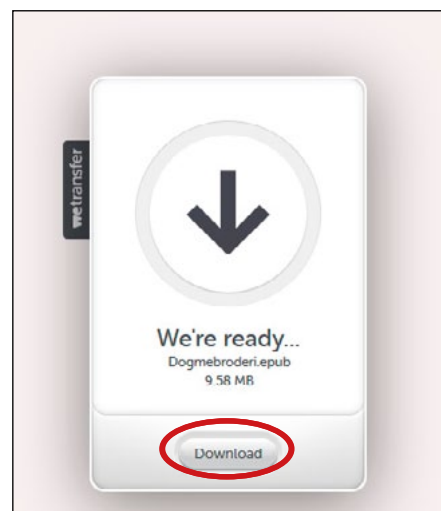 wetransfer
We're ready...
Dogmebroderi.epub
9.58 MB
Download